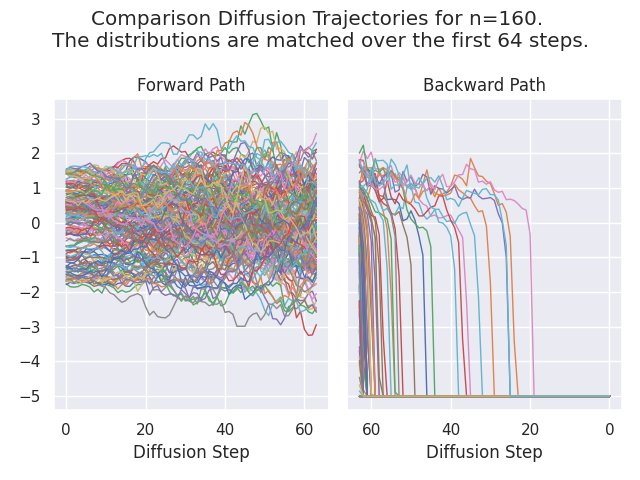 Comparison Diffusion Trajectories for n=160.
The distributions are matched over the first 64 steps.
Forward Path
Backward Path
3
2
1
0
−1
−2
−3
−4
−5
0 20 40 60
60 40 20 0
Diffusion Step
Diffusion Step